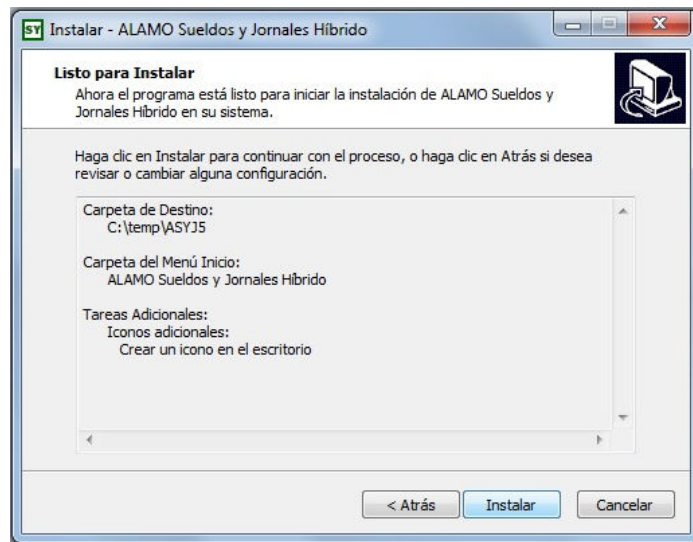 SY Instalar - ALAMO Sueldos y Jornales Híbrido
Listo para Instalar
Ahora el programa está listo para iniciar la instalación de ALAMO Sueldos y
Jornales Híbrido en su sistema.
Haga clic en Instalar para continuar con el proceso, o haga clic en Atrás si desea
revisar o cambiar alguna configuración.
Carpeta de Destino:
C:\temp\ASYJ5
Carpeta del Menú Inicio:
ALAMO Sueldos y Jornales Híbrido
Tareas Adicionales:
Iconos adicionales:
Crear un icono en el escritorio
< Atrás Instalar Cancelar